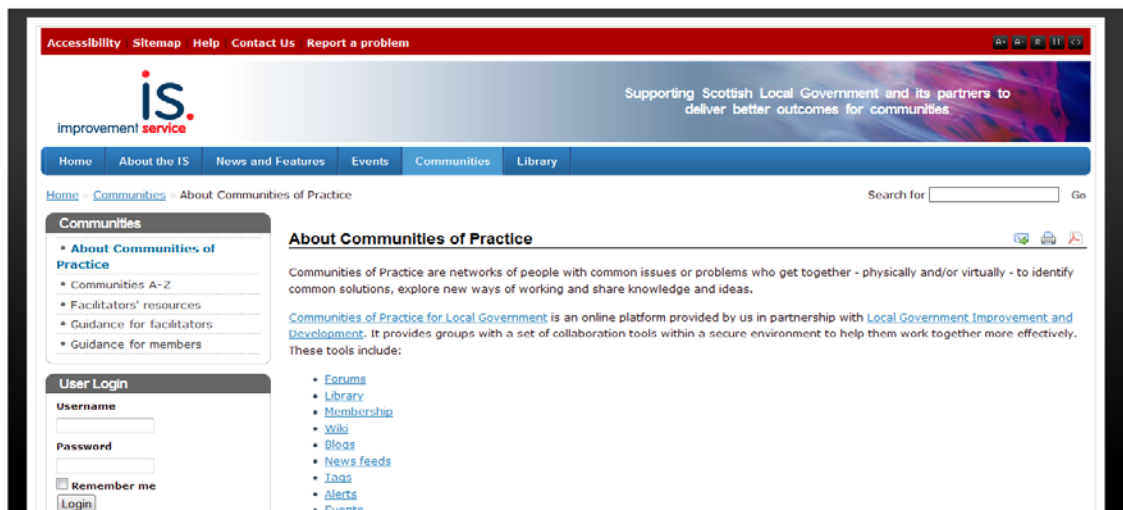 Accessibility Sitemap Help Contact Us Report a problem
A+ A- R
is.
improvement service
Supporting Scottish Local Government and its partners to
deliver better outcomes for communities
Home About the IS News and Features Events Communities Library
Home » Communities » About Communities of Practice
Search for Go
Communities
• About Communities of
Practice
• Communities A-Z
• Facilitators' resources
• Guidance for facilitators
• Guidance for members
User Login
Username
Password
Remember me
Login
About Communities of Practice
Communities of Practice are networks of people with common issues or problems who get together - physically and/or virtually - to identify
common solutions, explore new ways of working and share knowledge and ideas.
Communities of Practice for Local Government is an online platform provided by us in partnership with Local Government Improvement and
Development. It provides groups with a set of collaboration tools within a secure environment to help them work together more effectively.
These tools include:
• Forums
• Library
• Membership
• Wiki
• Blogs
• News feeds
• Tags
• Alerts
• Events